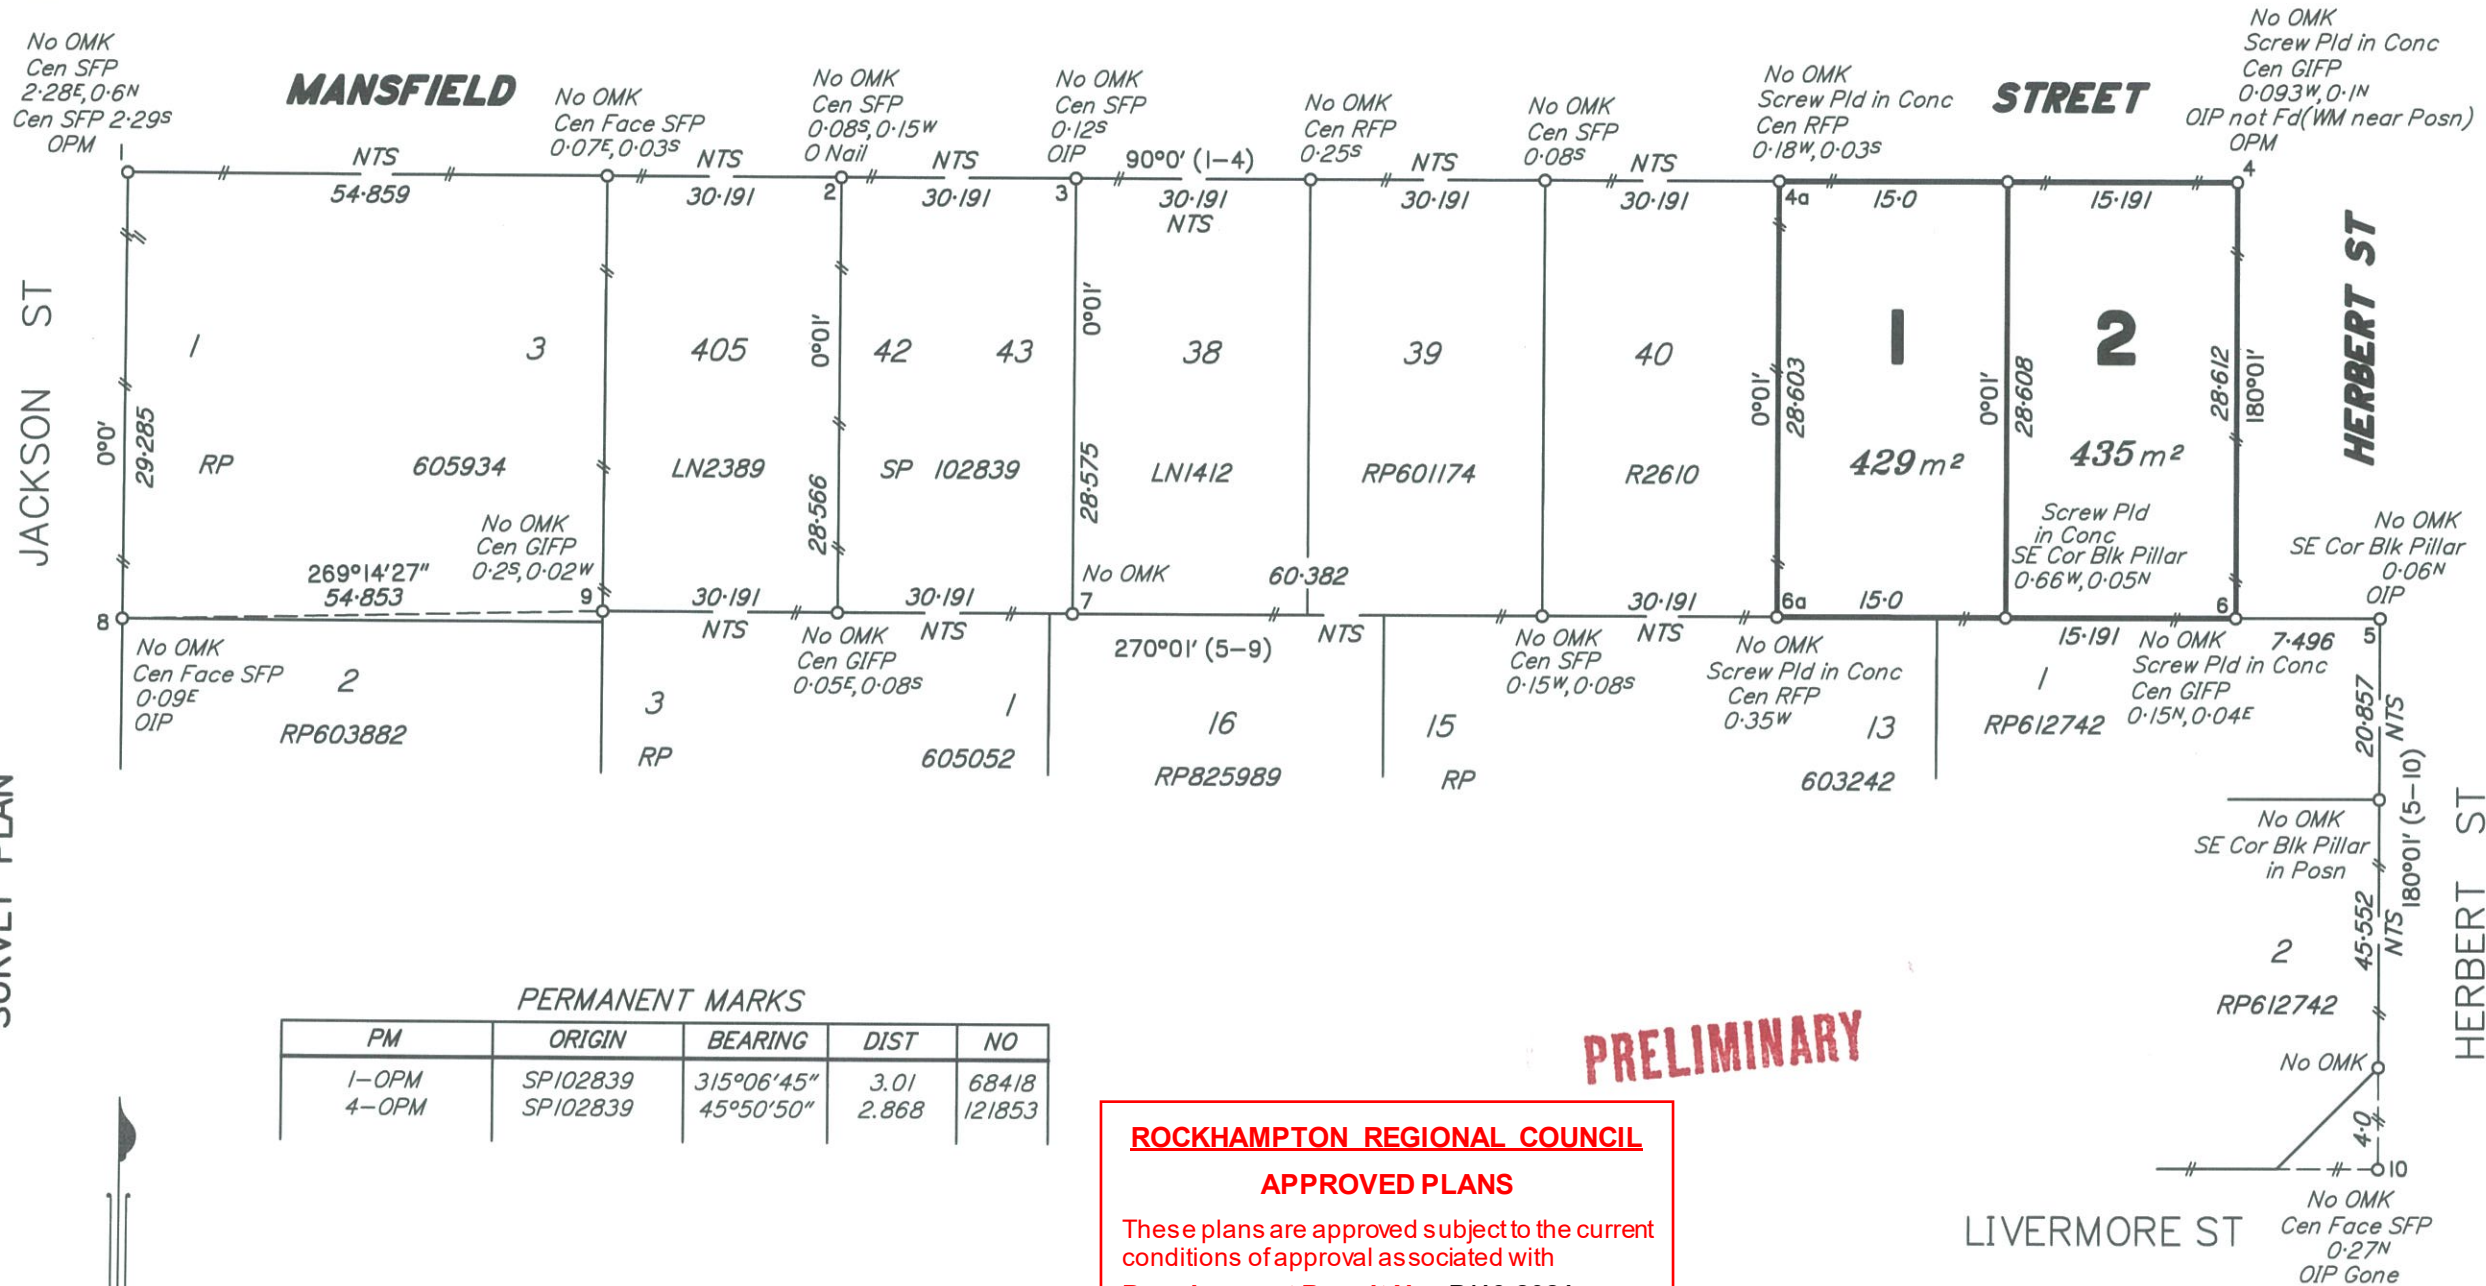 No OMK
Cen SFP
2·28E,0·6N
Cen SFP 2·29S
OPM
1
MANSFIELD
No OMK
Cen Face SFP
0·07E,0·03S
No OMK
Cen SFP
0·08S,0·15W
O Nail
No OMK
Cen SFP
0·12S
OIP
No OMK
Cen RFP
0·25S
No OMK
Cen SFP
0·08S
No OMK
Screw Pld in Conc
Cen RFP
0·18W,0·03S
STREET
No OMK
Screw Pld in Conc
Cen GIFP
0·093W,0·1N
OIP not Fd(WM near Posn)
OPM
4
NTS
54·859
NTS
30·191
2
NTS
30·191
3
90°0' (1-4)
30·191
NTS
NTS
30·191
NTS
30·191
4a
15·0
15·191
JACKSON ST
0°0'
29·285
1
3
RP
605934
405
LN2389
0°01'
28·566
42
43
SP 102839
0°01'
28·575
38
LN1412
39
RP601174
40
R2610
0°01'
28·603
1
429 m²
0°01'
28·608
2
435 m²
28·612
180°01'
HERBERT ST
No OMK
Cen GIFP
0·2S,0·02W
269°14'27"
54·853
9
30·191
NTS
30·191
NTS
No OMK
7
60·382
NTS
270°01' (5-9)
30·191
NTS
6a
15·0
Screw Pld
in Conc
SE Cor Blk Pillar
0·66W,0·05N
6
15·191
No OMK
SE Cor Blk Pillar
0·06N
OIP
7·496
5
8
No OMK
Cen Face SFP
0·09E
OIP
2
RP603882
3
RP
No OMK
Cen GIFP
0·05E,0·08S
1
605052
16
RP825989
15
RP
No OMK
Cen SFP
0·15W,0·08S
No OMK
Screw Pld in Conc
Cen RFP
0·35W
13
603242
1
RP612742
No OMK
Screw Pld in Conc
Cen GIFP
0·15N,0·04E
20·857
NTS
180°01' (5-10)
No OMK
SE Cor Blk Pillar
in Posn
45·552
NTS
2
RP612742
HERBERT ST
No OMK
4·0
10
No OMK
Cen Face SFP
0·27N
OIP Gone
LIVERMORE ST
SURVEY PLAN
PERMANENT MARKS
PM ORIGIN BEARING DIST NO
1-OPM SP102839 315°06'45" 3.01 68418
4-OPM SP102839 45°50'50" 2.868 121853
PRELIMINARY
ROCKHAMPTON REGIONAL COUNCIL
APPROVED PLANS
These plans are approved subject to the current
conditions of approval associated with